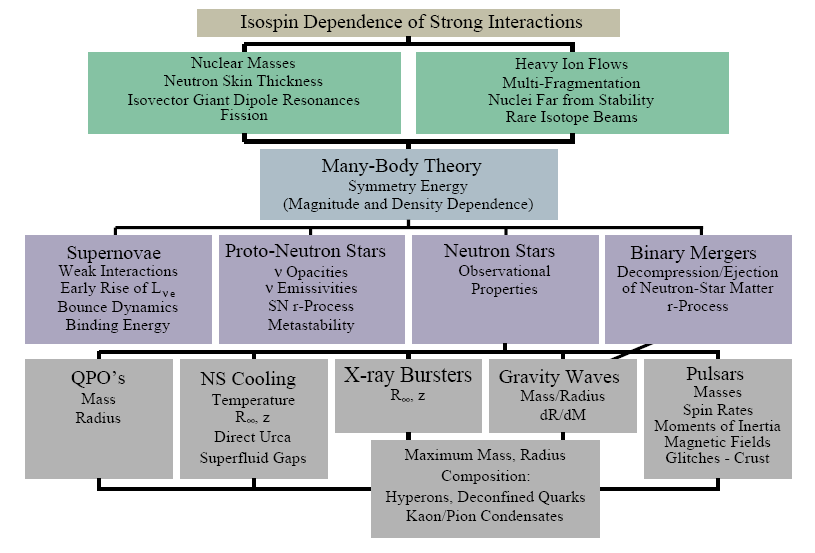 Isospin Dependence of Strong Interactions
Nuclear Masses
Neutron Skin Thickness
Isovector Giant Dipole Resonances
Fission
Heavy Ion Flows
Multi-Fragmentation
Nuclei Far from Stability
Rare Isotope Beams
Many-Body Theory
Symmetry Energy
(Magnitude and Density Dependence)
Supernovae
Weak Interactions
Early Rise of Lνe
Bounce Dynamics
Binding Energy
Proto-Neutron Stars
ν Opacities
ν Emissivities
SN r-Process
Metastability
Neutron Stars
Observational
Properties
Binary Mergers
Decompression/Ejection
of Neutron-Star Matter
r-Process
QPO's
Mass
Radius
NS Cooling
Temperature
R∞, z
Direct Urca
Superfluid Gaps
X-ray Bursters
R∞, z
Gravity Waves
Mass/Radius
dR/dM
Pulsars
Masses
Spin Rates
Moments of Inertia
Magnetic Fields
Glitches - Crust
Maximum Mass, Radius
Composition:
Hyperons, Deconfined Quarks
Kaon/Pion Condensates